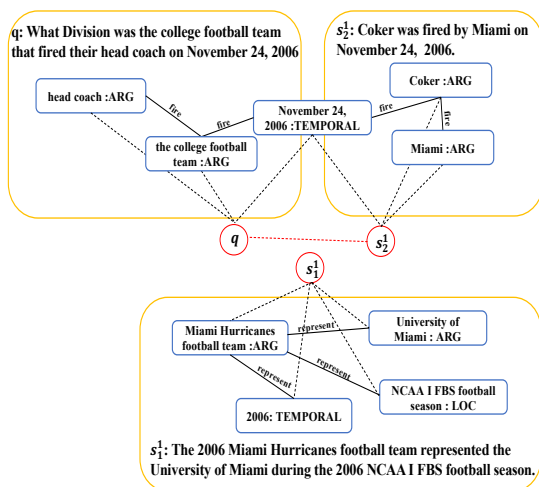 q: What Division was the college football team
that fired their head coach on November 24, 2006
s₂¹: Coker was fired by Miami on
November 24, 2006.
Coker :ARG
head coach :ARG
fire
fire
November 24,
2006 :TEMPORAL
fire
fire
the college football
team :ARG
Miami :ARG
q
s₂¹
s₁¹
Miami Hurricanes
football team :ARG
represent
University of
Miami : ARG
represent
represent
NCAA I FBS football
season : LOC
2006: TEMPORAL
s₁¹: The 2006 Miami Hurricanes football team represented the
University of Miami during the 2006 NCAA I FBS football season.